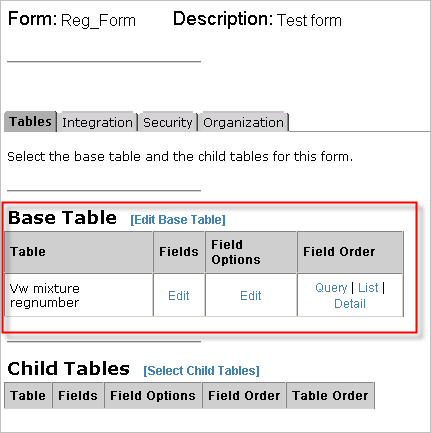 Form: Reg_Form Description: Test form
Tables Integration Security Organization
Select the base table and the child tables for this form.
Base Table [Edit Base Table]
Table Fields Field Options Field Order
Vw mixture regnumber Edit Edit Query | List | Detail
Child Tables [Select Child Tables]
Table Fields Field Options Field Order Table Order